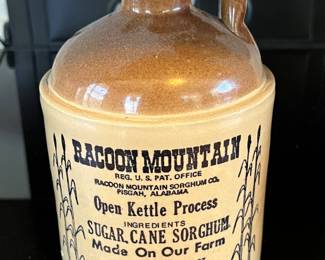 RACOON MOUNTAIN
REG. U. S. PAT. OFFICE
RACOON MOUNTAIN SORGHUM CO.
PISGAH, ALABAMA
Open Kettle Process
INGREDIENTS
SUGAR CANE SORGHUM
Made On Our Farm